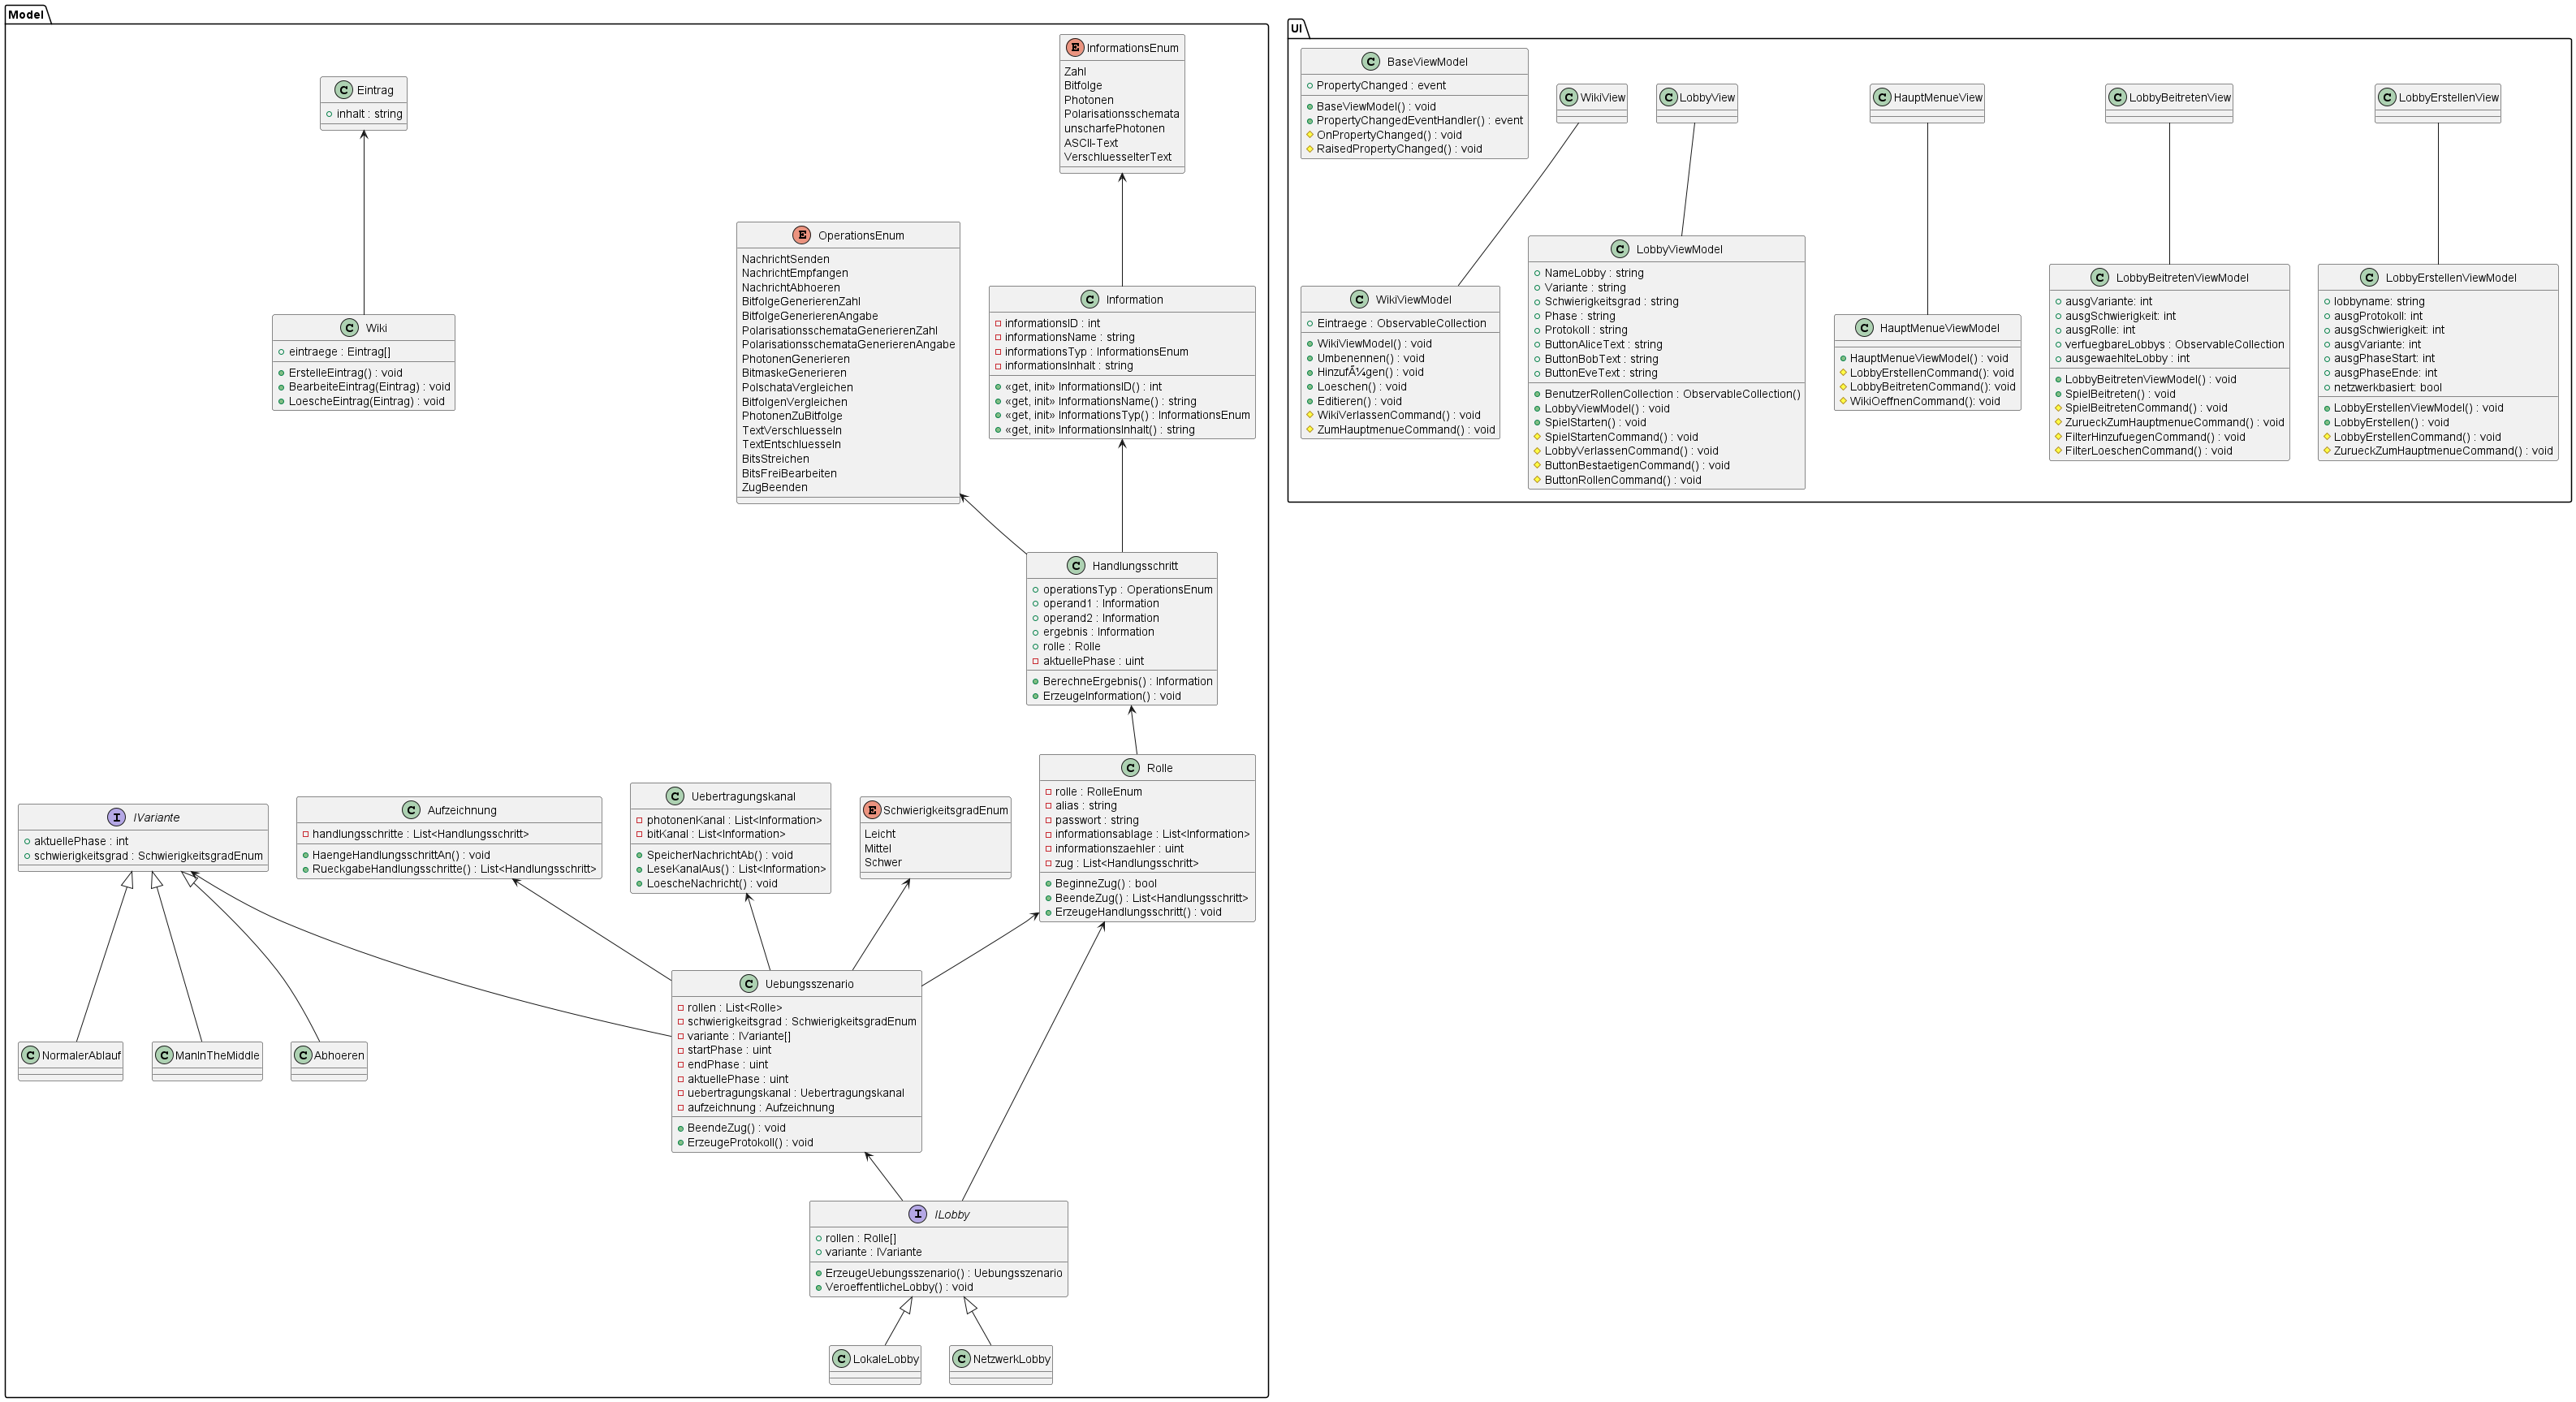 Model
E InformationsEnum
Zahl
Bitfolge
Photonen
Polarisationsschemata
unscharfePhotonen
ASCII-Text
VerschluesselterText
C Eintrag
inhalt : string
E OperationsEnum
NachrichtSenden
NachrichtEmpfangen
NachrichtAbhoeren
BitfolgeGenerierenZahl
BitfolgeGenerierenAngabe
PolarisationsschemataGenerierenZahl
PolarisationsschemataGenerierenAngabe
PhotonenGenerieren
BitmaskeGenerieren
PolschataVergleichen
BitfolgenVergleichen
PhotonenZuBitfolge
TextVerschluesseln
TextEntschluesseln
BitsStreichen
BitsFreiBearbeiten
ZugBeenden
C Information
informationsID : int
informationsName : string
informationsTyp : InformationsEnum
informationsInhalt : string
«get, init» InformationsID() : int
«get, init» InformationsName() : string
«get, init» InformationsTyp() : InformationsEnum
«get, init» InformationsInhalt() : string
C Wiki
eintraege : Eintrag[]
ErstelleEintrag() : void
BearbeiteEintrag(Eintrag) : void
LoescheEintrag(Eintrag) : void
C Handlungsschritt
operationsTyp : OperationsEnum
operand1 : Information
operand2 : Information
ergebnis : Information
rolle : Rolle
aktuellePhase : uint
BerechneErgebnis() : Information
ErzeugeInformation() : void
I IVariante
aktuellePhase : int
schwierigkeitsgrad : SchwierigkeitsgradEnum
C Aufzeichnung
handlungsschritte : List<Handlungsschritt>
HaengeHandlungsschrittAn() : void
RueckgabeHandlungsschritte() : List<Handlungsschritt>
C Uebertragungskanal
photonenKanal : List<Information>
bitKanal : List<Information>
SpeicherNachrichtAb() : void
LeseKanalAus() : List<Information>
LoescheNachricht() : void
E SchwierigkeitsgradEnum
Leicht
Mittel
Schwer
C Rolle
rolle : RolleEnum
alias : string
passwort : string
informationsablage : List<Information>
informationszaehler : uint
zug : List<Handlungsschritt>
BeginneZug() : bool
BeendeZug() : List<Handlungsschritt>
ErzeugeHandlungsschritt() : void
C NormalerAblauf
C ManInTheMiddle
C Abhoeren
C Uebungsszenario
rollen : List<Rolle>
schwierigkeitsgrad : SchwierigkeitsgradEnum
variante : IVariante[]
startPhase : uint
endPhase : uint
aktuellePhase : uint
uebertragungskanal : Uebertragungskanal
aufzeichnung : Aufzeichnung
BeendeZug() : void
ErzeugeProtokoll() : void
I ILobby
rollen : Rolle[]
variante : IVariante
ErzeugeUebungsszenario() : Uebungsszenario
VeroeffentlicheLobby() : void
C LokaleLobby
C NetzwerkLobby
UI
C BaseViewModel
PropertyChanged : event
BaseViewModel() : void
PropertyChangedEventHandler() : event
OnPropertyChanged() : void
RaisedPropertyChanged() : void
C WikiView
C LobbyView
C HauptMenueView
C LobbyBeitretenView
C LobbyErstellenView
C WikiViewModel
Eintraege : ObservableCollection
WikiViewModel() : void
Umbenennen() : void
HinzufÃ¼gen() : void
Loeschen() : void
Editieren() : void
WikiVerlassenCommand() : void
ZumHauptmenueCommand() : void
C LobbyViewModel
NameLobby : string
Variante : string
Schwierigkeitsgrad : string
Phase : string
Protokoll : string
ButtonAliceText : string
ButtonBobText : string
ButtonEveText : string
BenutzerRollenCollection : ObservableCollection()
LobbyViewModel() : void
SpielStarten() : void
SpielStartenCommand() : void
LobbyVerlassenCommand() : void
ButtonBestaetigenCommand() : void
ButtonRollenCommand() : void
C HauptMenueViewModel
HauptMenueViewModel() : void
LobbyErstellenCommand(): void
LobbyBeitretenCommand(): void
WikiOeffnenCommand(): void
C LobbyBeitretenViewModel
ausgVariante: int
ausgSchwierigkeit: int
ausgRolle: int
verfuegbareLobbys : ObservableCollection
ausgewaehlteLobby : int
LobbyBeitretenViewModel() : void
SpielBeitreten() : void
SpielBeitretenCommand() : void
ZurueckZumHauptmenueCommand() : void
FilterHinzufuegenCommand() : void
FilterLoeschenCommand() : void
C LobbyErstellenViewModel
lobbyname: string
ausgProtokoll: int
ausgSchwierigkeit: int
ausgVariante: int
ausgPhaseStart: int
ausgPhaseEnde: int
netzwerkbasiert: bool
LobbyErstellenViewModel() : void
LobbyErstellen() : void
LobbyErstellenCommand() : void
ZurueckZumHauptmenueCommand() : void